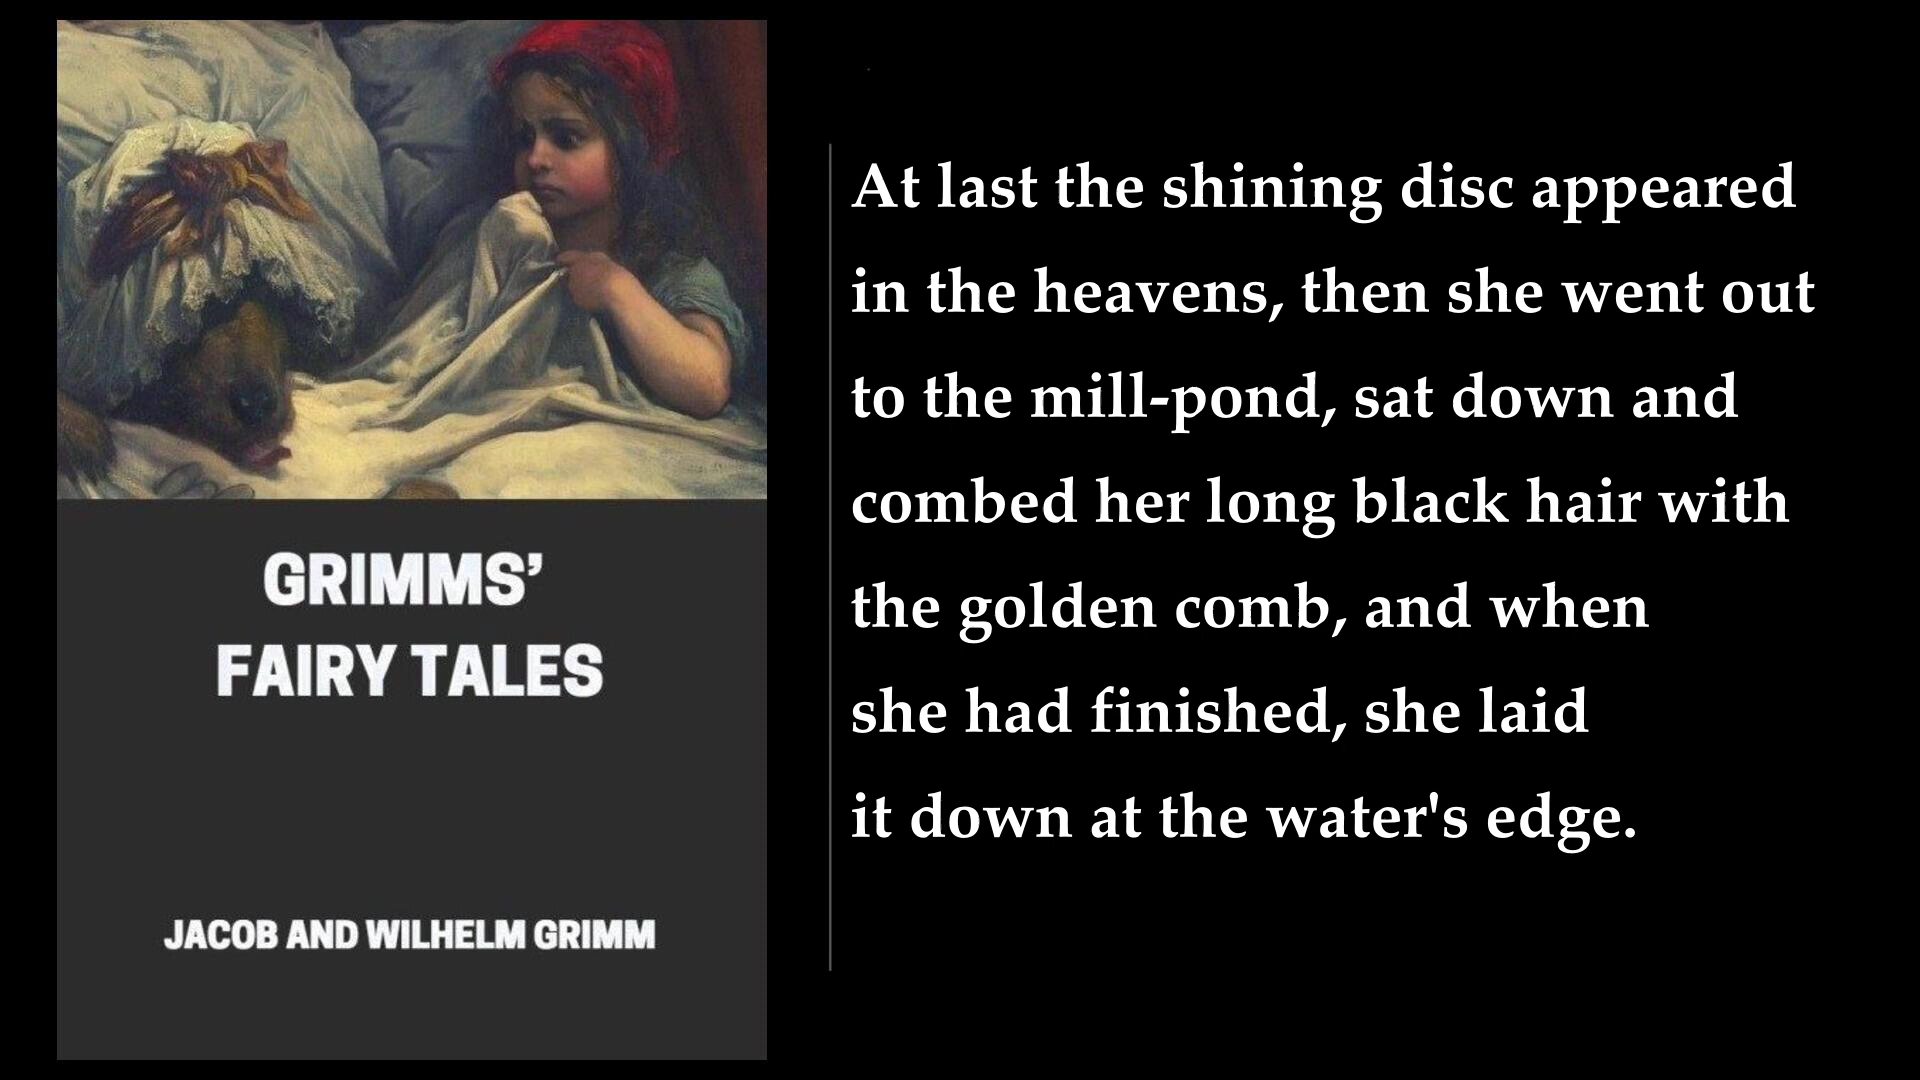 GRIMMS’
FAIRY TALES
JACOB AND WILHELM GRIMM
At last the shining disc appeared
in the heavens, then she went out
to the mill-pond, sat down and
combed her long black hair with
the golden comb, and when
she had finished, she laid
it down at the water's edge.